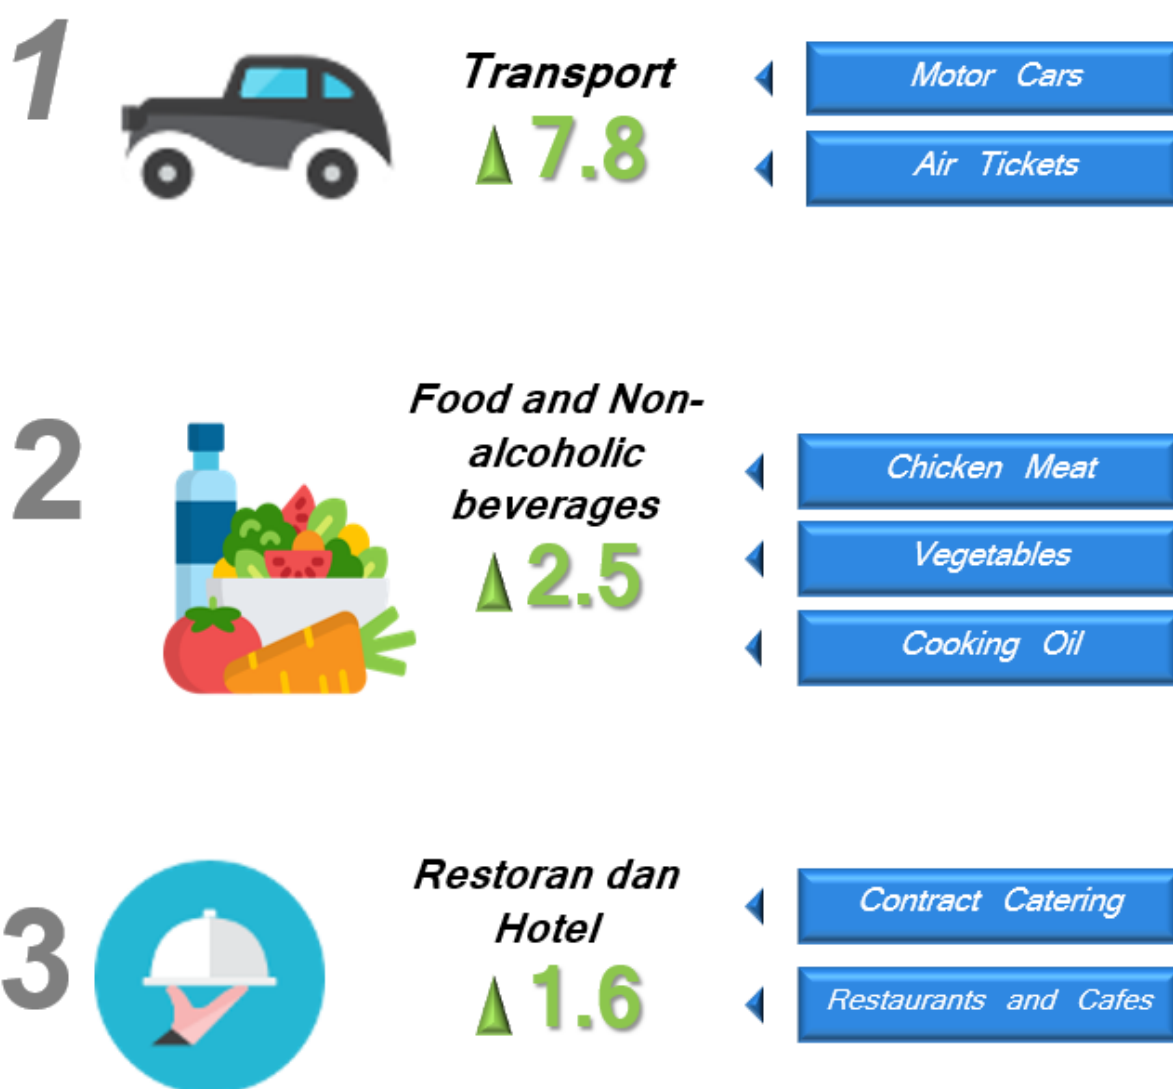 1
Transport
7.8
Motor Cars
Air Tickets
2
Food and Non-
alcoholic
beverages
2.5
Chicken Meat
Vegetables
Cooking Oil
3
Restoran dan
Hotel
1.6
Contract Catering
Restaurants and Cafes